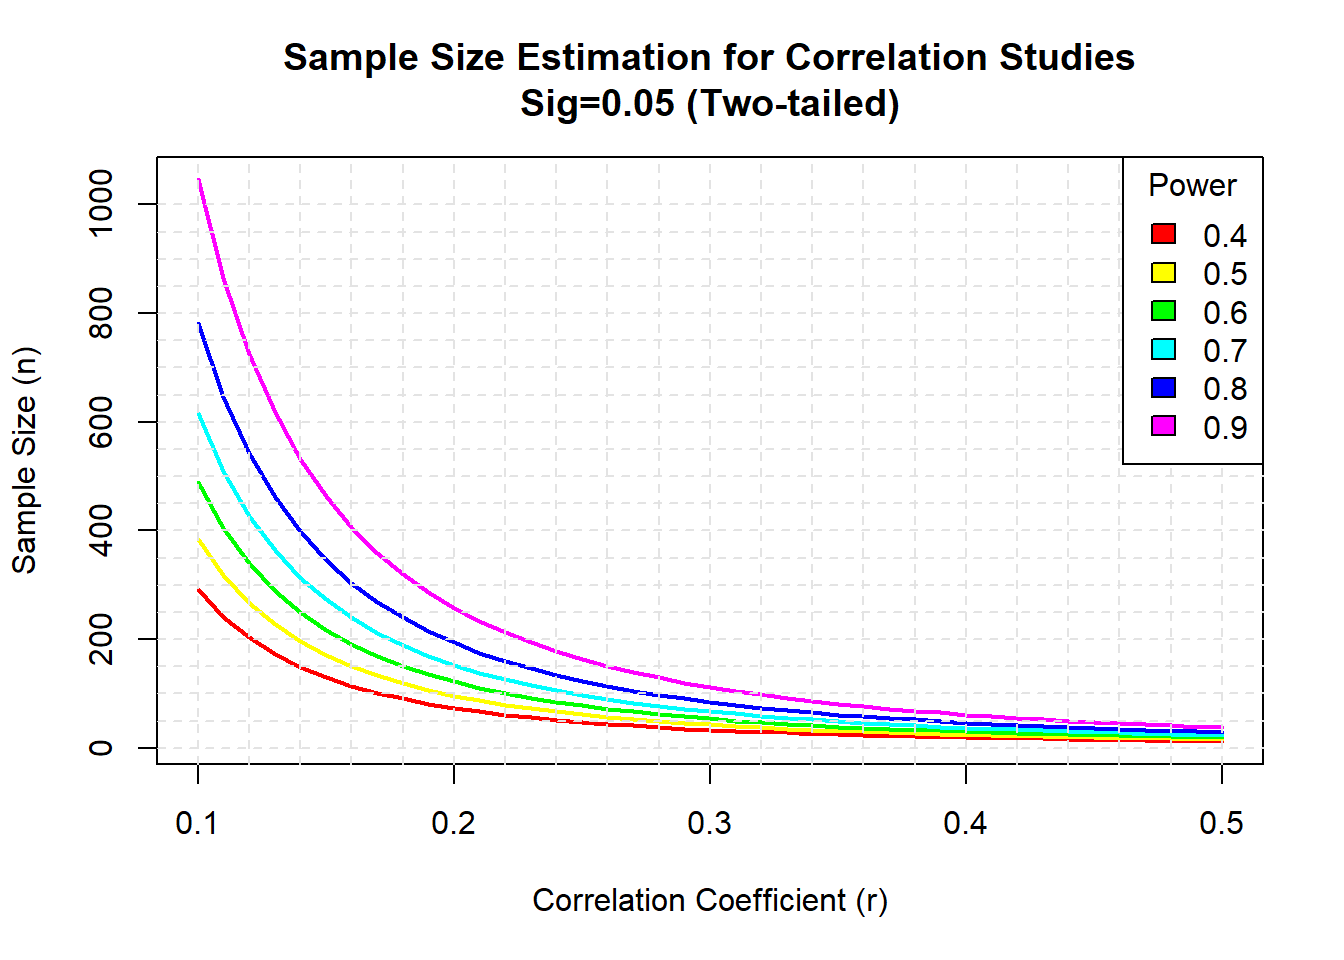 Sample Size Estimation for Correlation Studies
Sig=0.05 (Two-tailed)
Sample Size (n)
1000
800
600
400
200
0
Power
0.4
0.5
0.6
0.7
0.8
0.9
0.1 0.2 0.3 0.4 0.5
Correlation Coefficient (r)